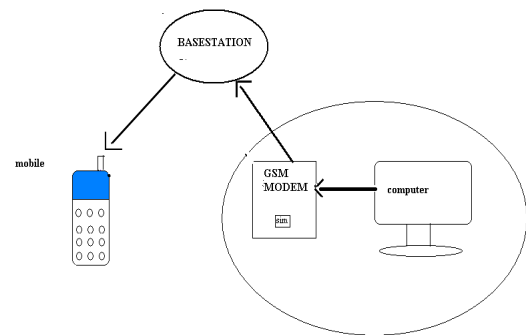 BASESTATION
mobile
GSM
MODEM
sim
computer